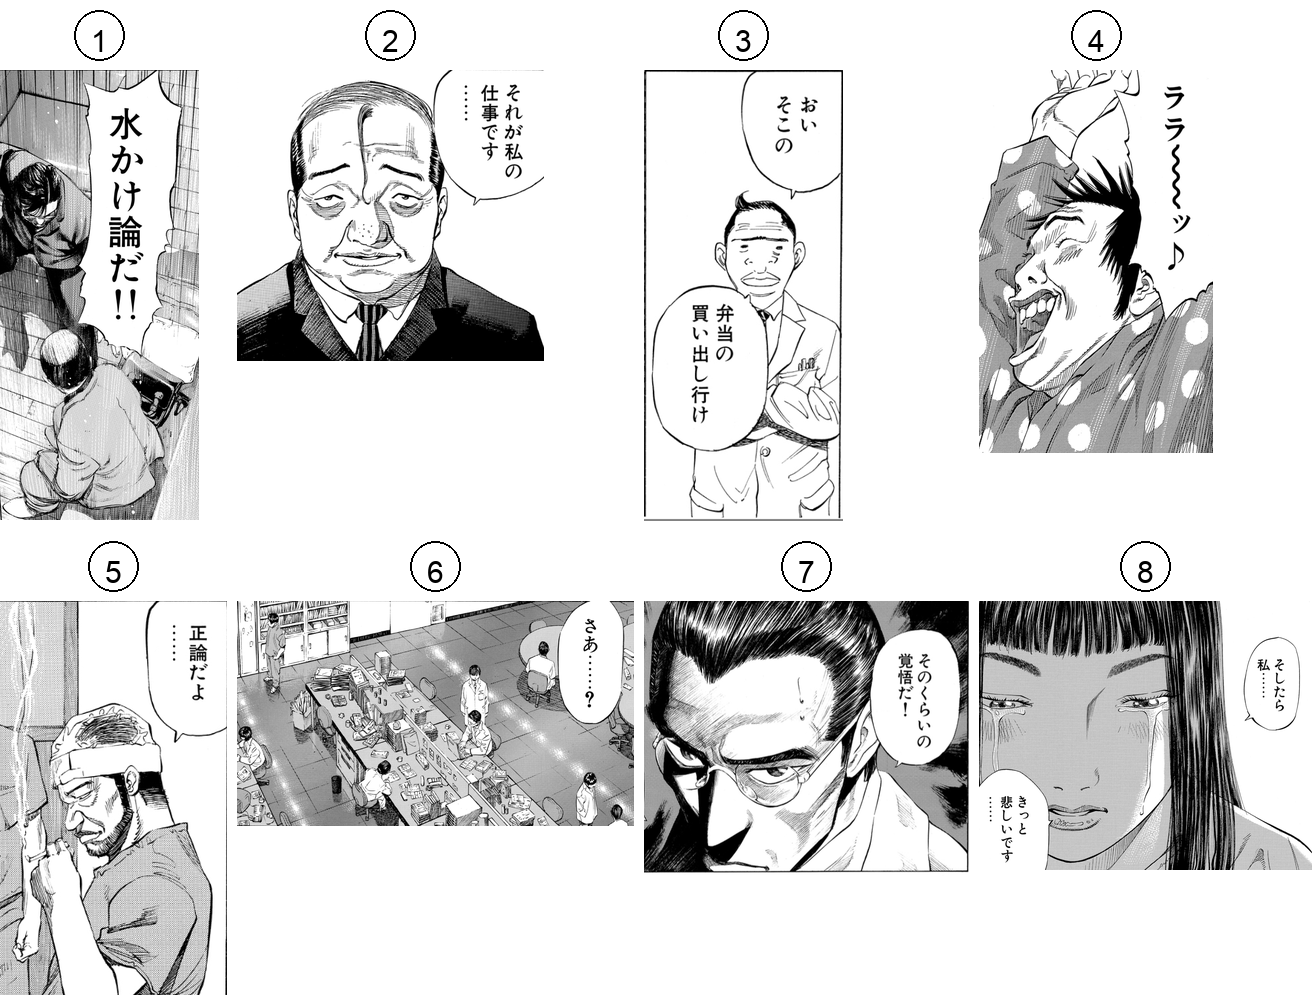 1
水かけ論だ!!
2
それが私の
仕事です
……
3
おい
そこの
弁当の
買い出し行け
4
ララ〜〜〜ッ♪
5
正論だよ
……
6
さあ……?
7
そのくらいの
覚悟だ!
8
そしたら
私……
きっと
悲しいです
……